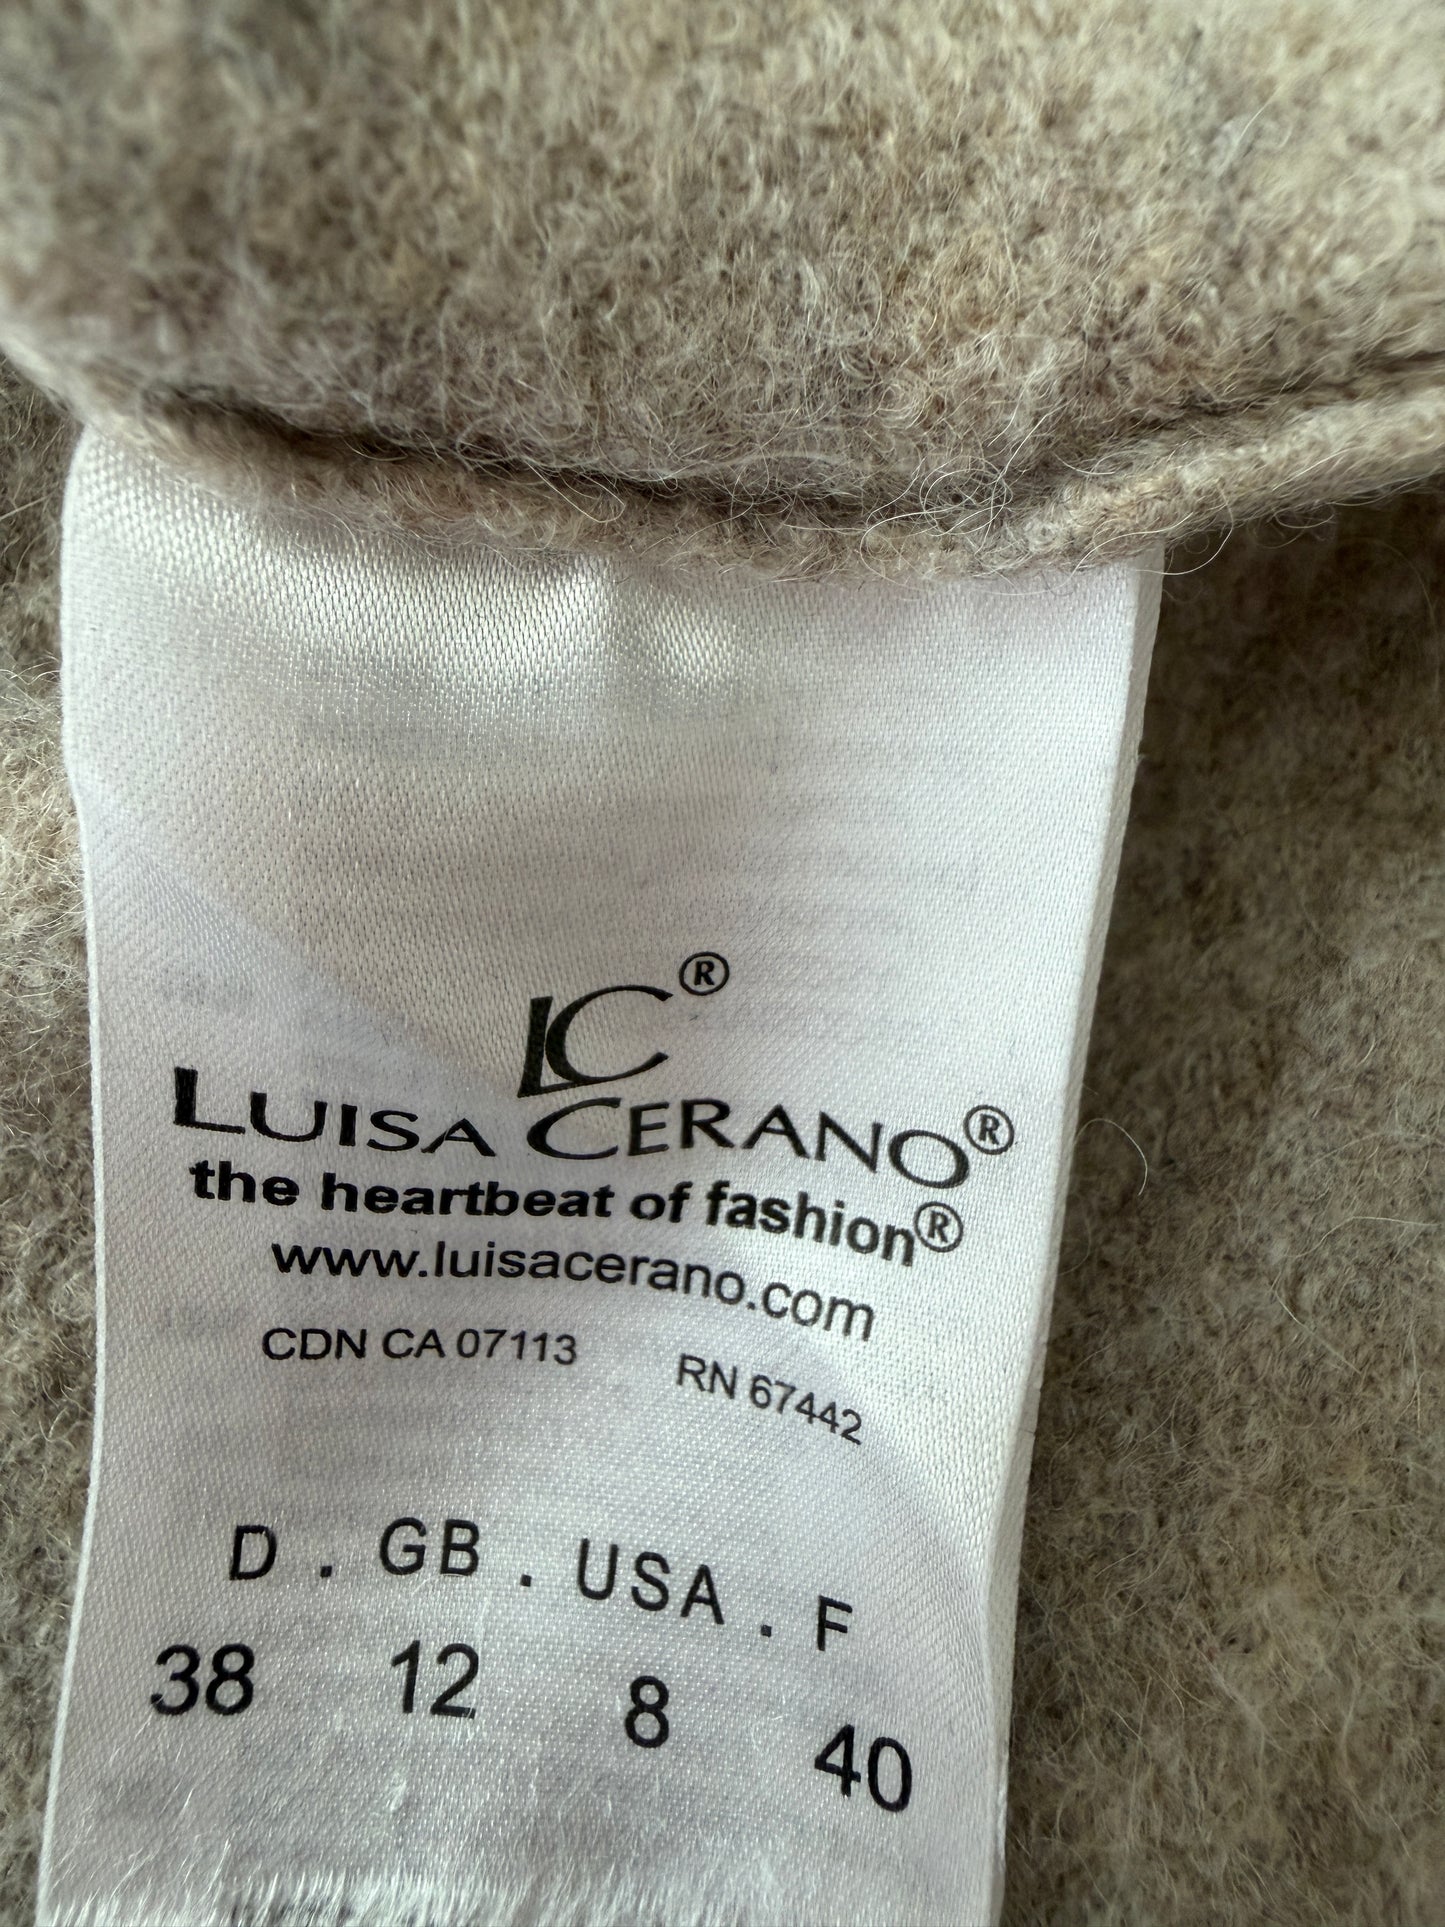 LC®
LUISA CERANO®
the heartbeat of fashion®
www.luisacerano.com
CDN CA 07113 RN 67442
D . GB . USA . F
38 12 8 40